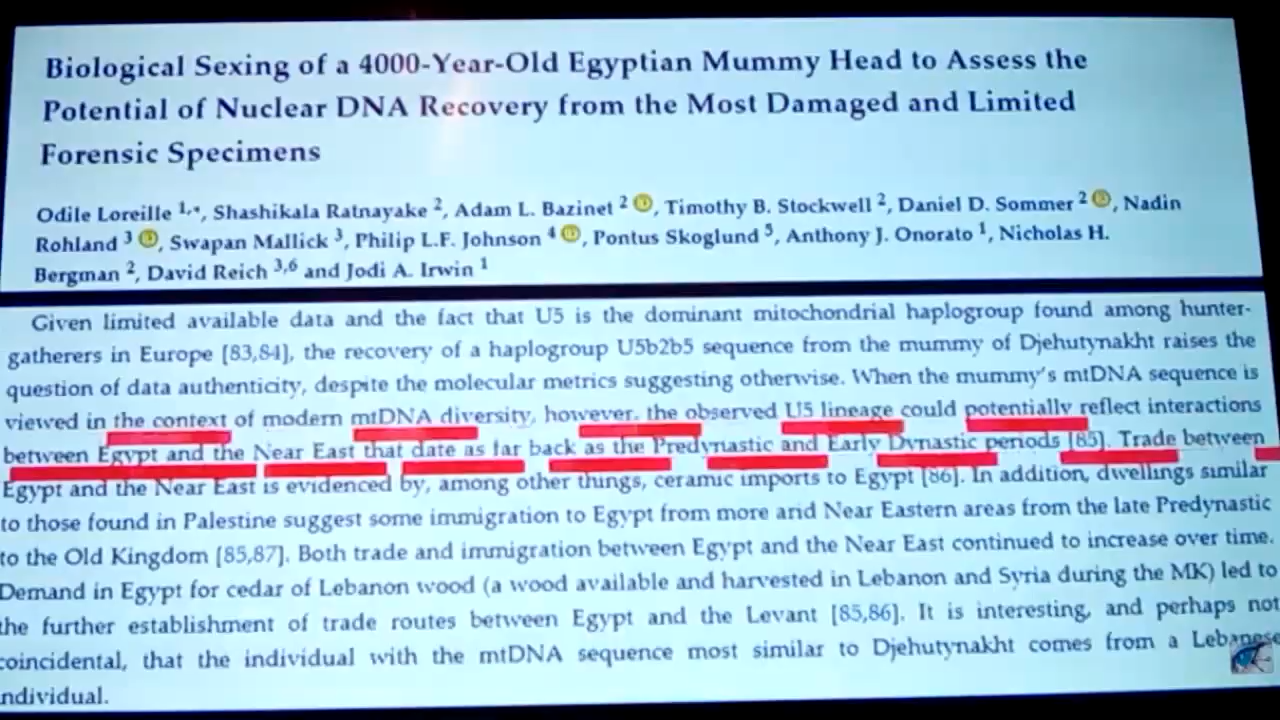 Biological Sexing of a 4000-Year-Old Egyptian Mummy Head to Assess the
Potential of Nuclear DNA Recovery from the Most Damaged and Limited
Forensic Specimens
Odile Loreille 1,*, Shashikala Ratnayake 2, Adam L. Bazinet 2, Timothy B. Stockwell 2, Daniel D. Sommer 2, Nadin
Rohland 3, Swapan Mallick 3, Philip L.F. Johnson 4, Pontus Skoglund 5, Anthony J. Onorato 1, Nicholas H.
Bergman 2, David Reich 3,6 and Jodi A. Irwin 1
Given limited available data and the fact that U5 is the dominant mitochondrial haplogroup found among hunter-
gatherers in Europe [83,84], the recovery of a haplogroup U5b2b5 sequence from the mummy of Djehutynakht raises the
question of data authenticity, despite the molecular metrics suggesting otherwise. When the mummy's mtDNA sequence is
viewed in the context of modern mtDNA diversity, however, the observed U5 lineage could potentially reflect interactions
between Egypt and the Near East that date as far back as the Predynastic and Early Dynastic periods [85]. Trade between
Egypt and the Near East is evidenced by, among other things, ceramic imports to Egypt [86]. In addition, dwellings similar
to those found in Palestine suggest some immigration to Egypt from more arid Near Eastern areas from the late Predynastic
to the Old Kingdom [85,87]. Both trade and immigration between Egypt and the Near East continued to increase over time.
Demand in Egypt for cedar of Lebanon wood (a wood available and harvested in Lebanon and Syria during the MK) led to
the further establishment of trade routes between Egypt and the Levant [85,86]. It is interesting, and perhaps not
coincidental, that the individual with the mtDNA sequence most similar to Djehutynakht comes from a Lebanese
ndividual.